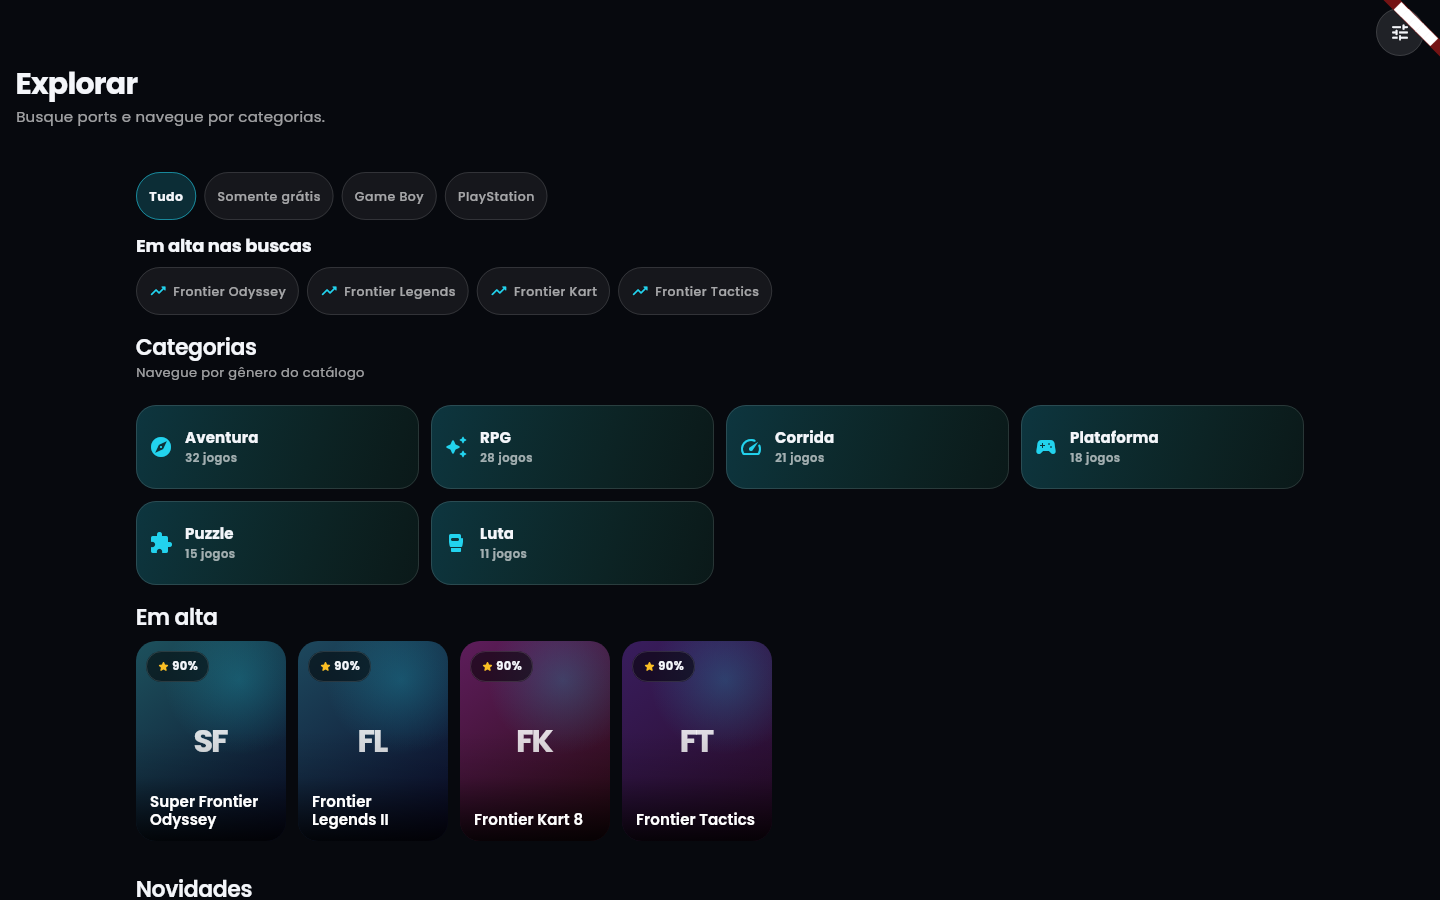 Explorar
Busque ports e navegue por categorias.
Tudo
Somente grátis
Game Boy
PlayStation
Em alta nas buscas
Frontier Odyssey
Frontier Legends
Frontier Kart
Frontier Tactics
Categorias
Navegue por gênero do catálogo
Aventura
32 jogos
RPG
28 jogos
Corrida
21 jogos
Plataforma
18 jogos
Puzzle
15 jogos
Luta
11 jogos
Em alta
90%
SF
Super Frontier
Odyssey
90%
FL
Frontier
Legends II
90%
FK
Frontier Kart 8
90%
FT
Frontier Tactics
Novidades